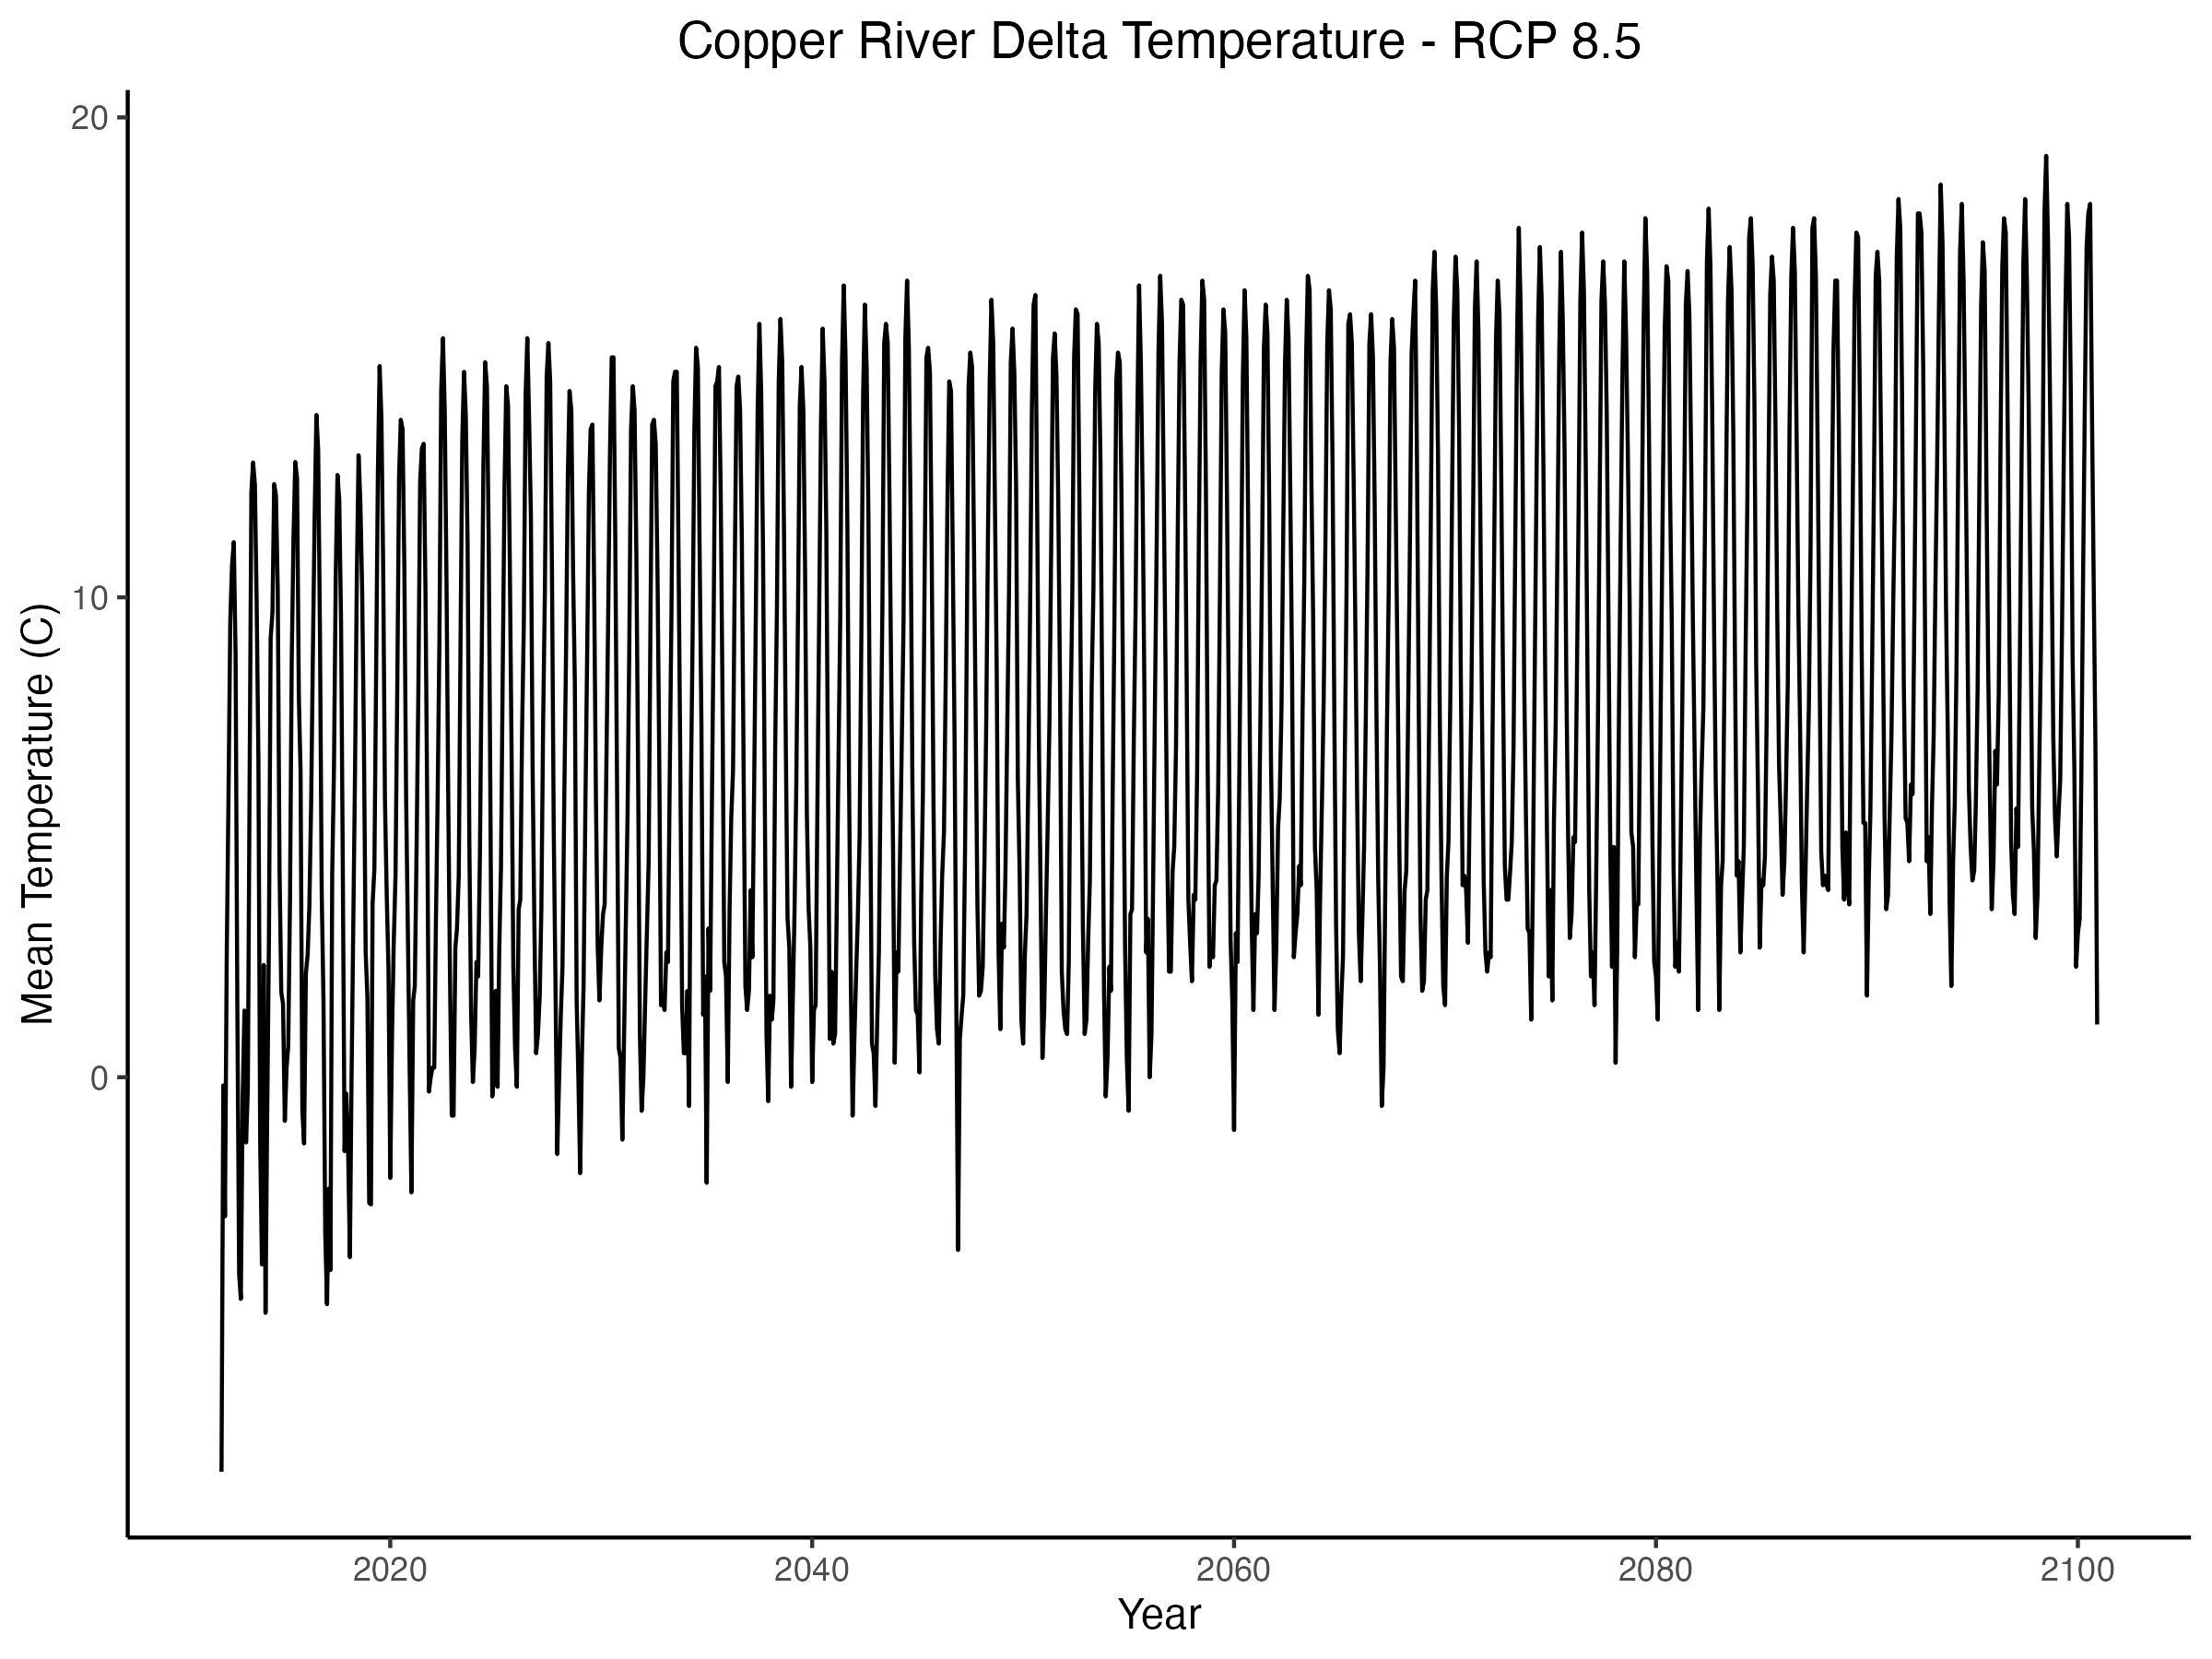 Copper River Delta Temperature - RCP 8.5
20
10
0
Mean Temperature (C)
2020 2040 2060 2080 2100
Year